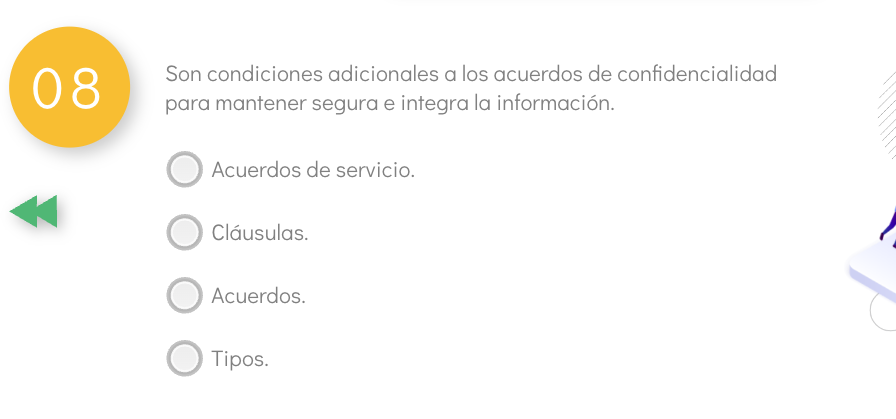 08
Son condiciones adicionales a los acuerdos de confidencialidad
para mantener segura e integra la información.
Acuerdos de servicio.
Cláusulas.
Acuerdos.
Tipos.